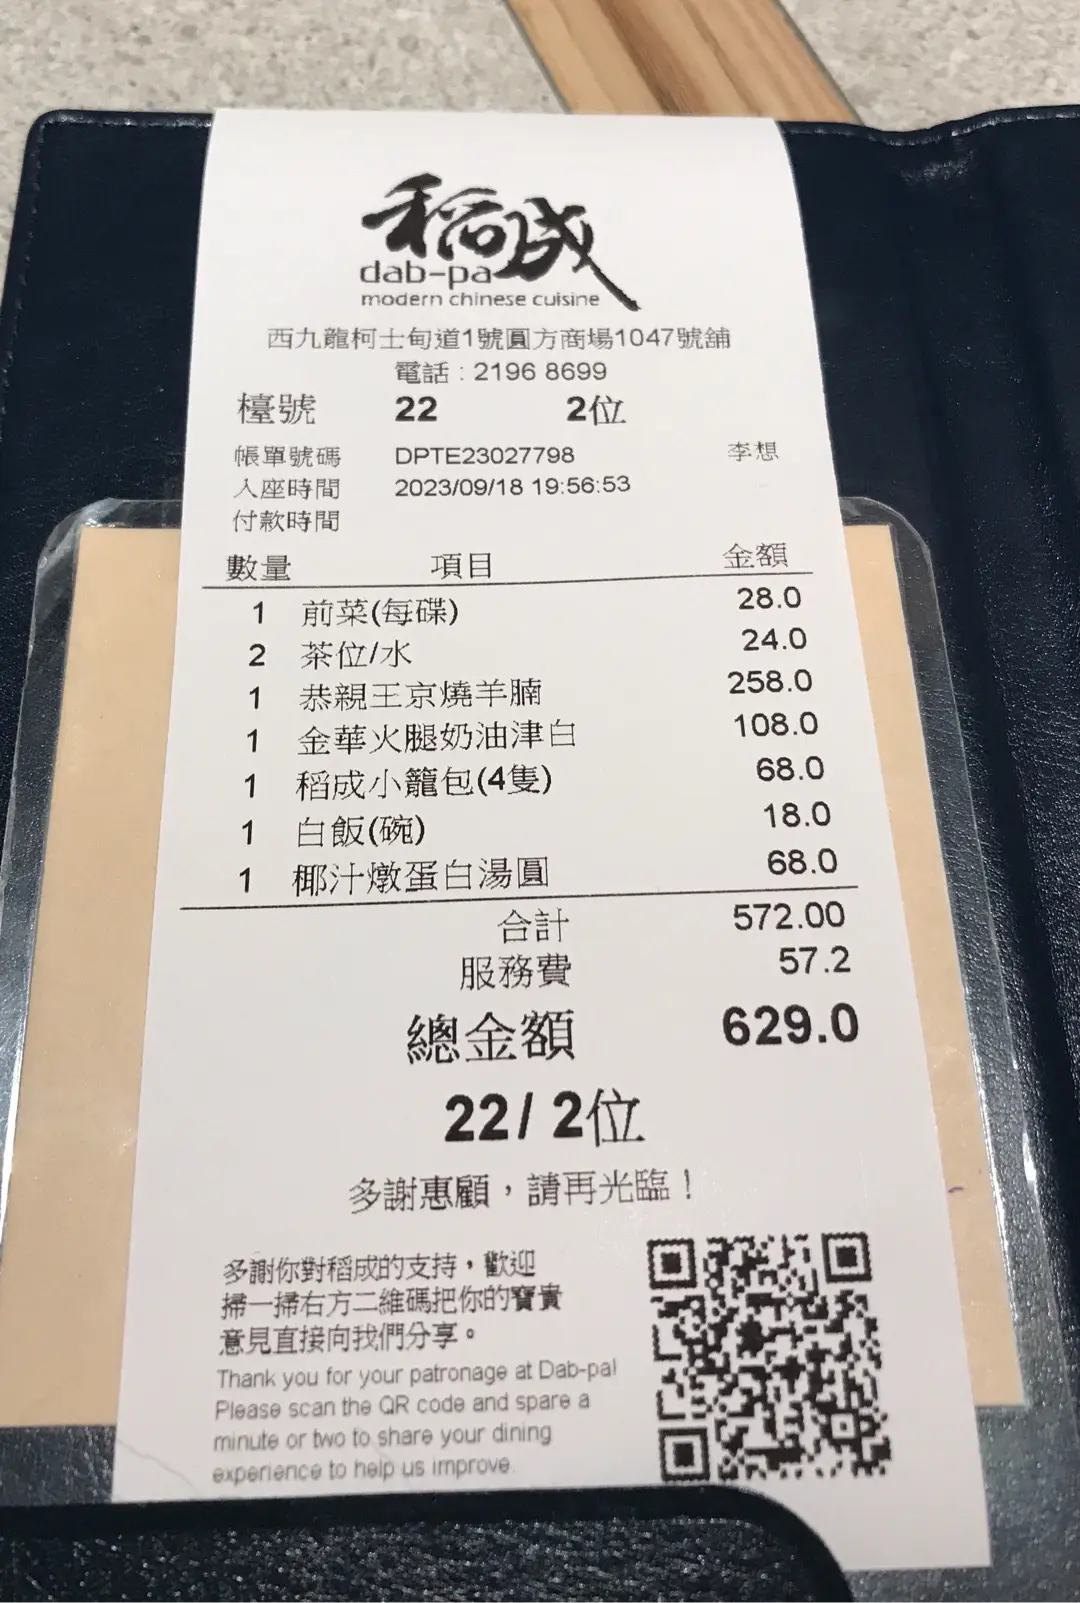 稻成
dab-pa
modern chinese cuisine
西九龍柯士甸道1號圓方商場1047號舖
電話 : 2196 8699
檯號 22 2位
帳單號碼 DPTE23027798 李想
入座時間 2023/09/18 19:56:53
付款時間
數量 項目 金額
1 前菜(每碟) 28.0
2 茶位/水 24.0
1 恭親王京燒羊腩 258.0
1 金華火腿奶油津白 108.0
1 稻成小籠包(4隻) 68.0
1 白飯(碗) 18.0
1 椰汁燉蛋白湯圓 68.0
合計 572.00
服務費 57.2
總金額 629.0
22/ 2位
多謝惠顧，請再光臨！
多謝你對稻成的支持，歡迎
掃一掃右方二維碼把你的寶貴
意見直接向我們分享。
Thank you for your patronage at Dab-pa!
Please scan the QR code and spare a
minute or two to share your dining
experience to help us improve.